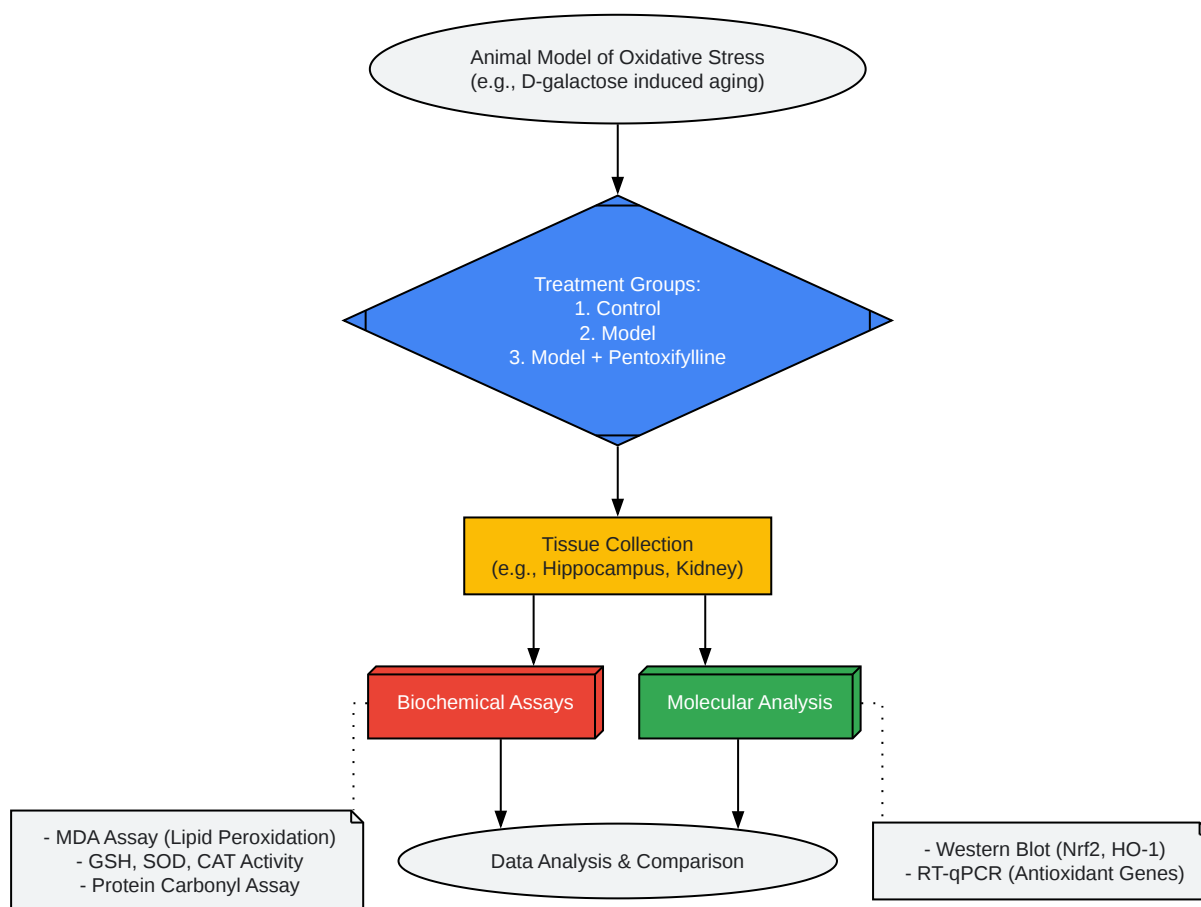 Animal Model of Oxidative Stress
(e.g., D-galactose induced aging)
Treatment Groups:
1. Control
2. Model
3. Model + Pentoxifylline
Tissue Collection
(e.g., Hippocampus, Kidney)
Biochemical Assays
Molecular Analysis
- MDA Assay (Lipid Peroxidation)
- GSH, SOD, CAT Activity
- Protein Carbonyl Assay
Data Analysis & Comparison
- Western Blot (Nrf2, HO-1)
- RT-qPCR (Antioxidant Genes)